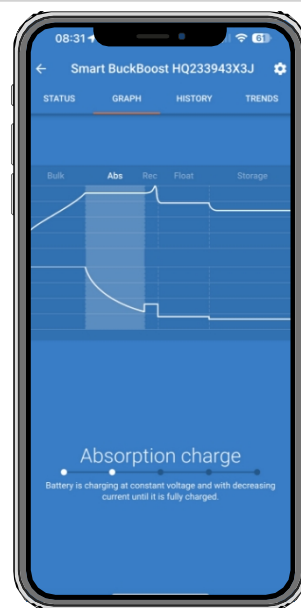 08:31 61
Smart BuckBoost HQ233943X3J
STATUS GRAPH HISTORY TRENDS
Bulk Abs Rec Float Storage
Absorption charge
Battery is charging at constant voltage and with decreasing
current until it is fully charged.